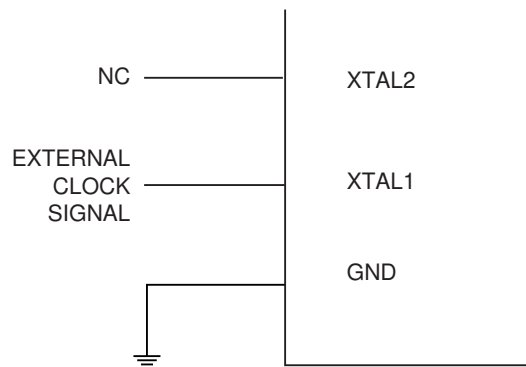 NC
XTAL2
EXTERNAL
CLOCK
SIGNAL
XTAL1
GND